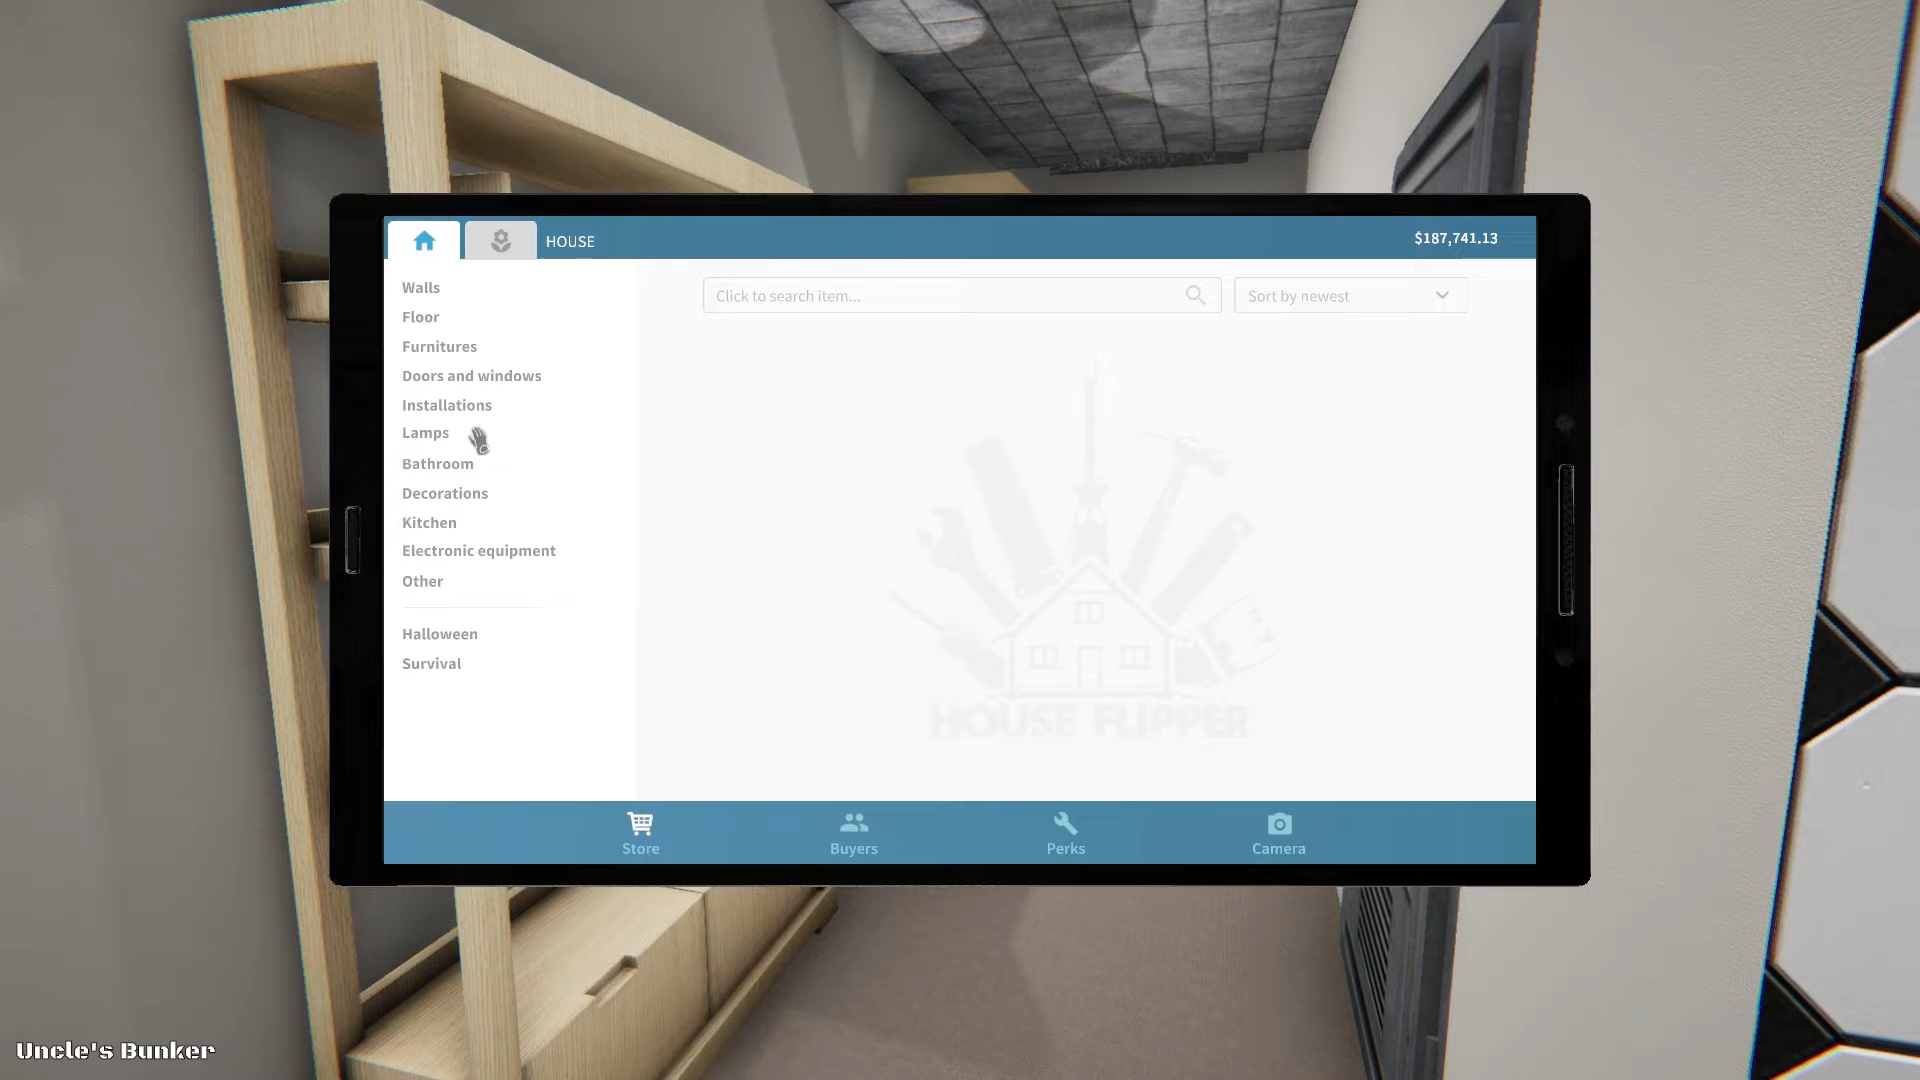 HOUSE
$187,741.13
Walls
Floor
Furnitures
Doors and windows
Installations
Lamps
Bathroom
Decorations
Kitchen
Electronic equipment
Other
Halloween
Survival
Click to search item...
Sort by newest
HOUSE FLIPPER
Store
Buyers
Perks
Camera
Uncle's Bunker